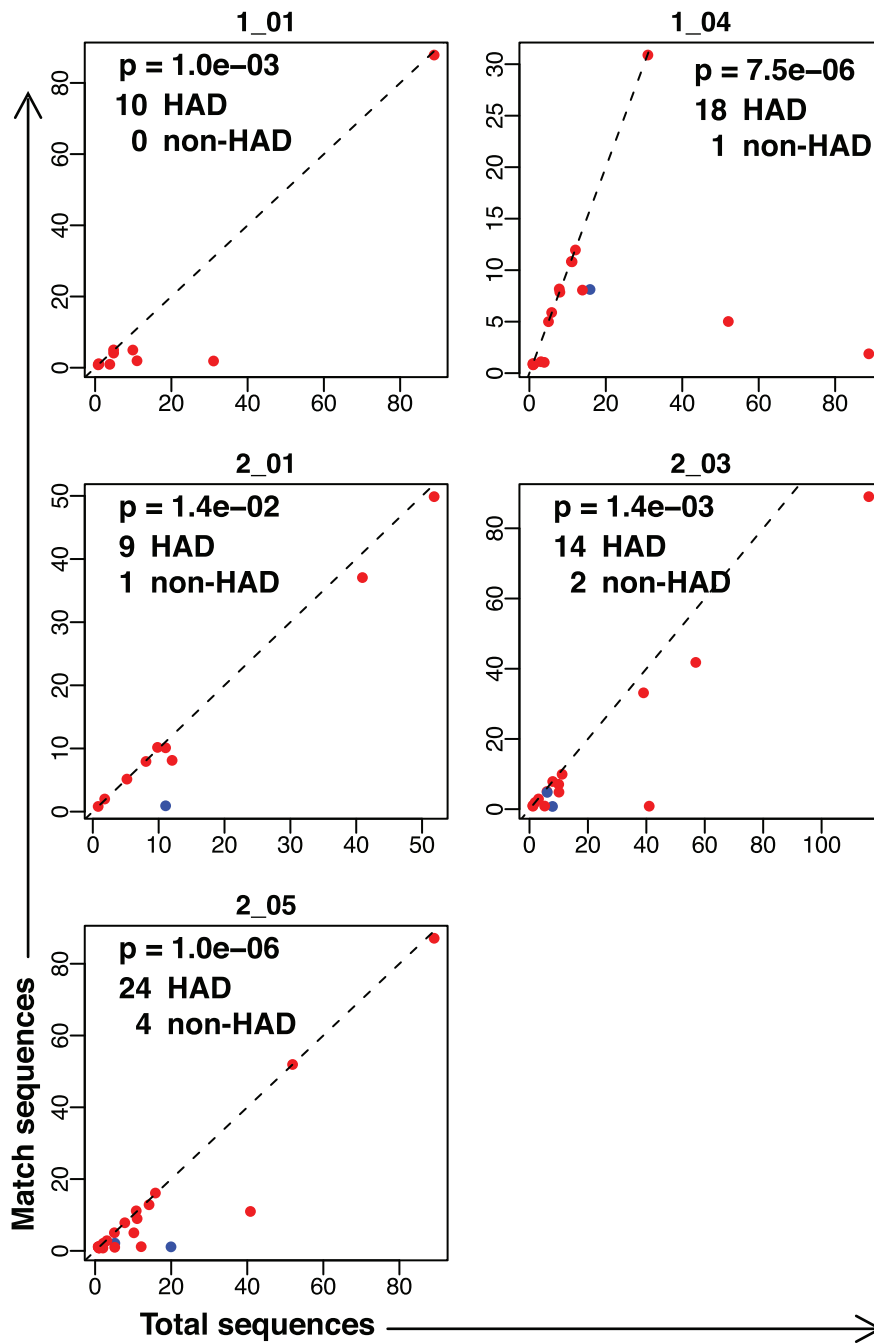 1_01
p = 1.0e−03
10 HAD
0 non-HAD
80
60
40
20
0
0 20 40 60 80
1_04
p = 7.5e−06
18 HAD
1 non-HAD
30
25
20
15
10
5
0
0 20 40 60 80
2_01
p = 1.4e−02
9 HAD
1 non-HAD
50
40
30
20
10
0
0 10 20 30 40 50
2_03
p = 1.4e−03
14 HAD
2 non-HAD
80
60
40
20
0
0 20 40 60 80 100
2_05
p = 1.0e−06
24 HAD
4 non-HAD
80
60
40
20
0
0 20 40 60 80
Match sequences
Total sequences